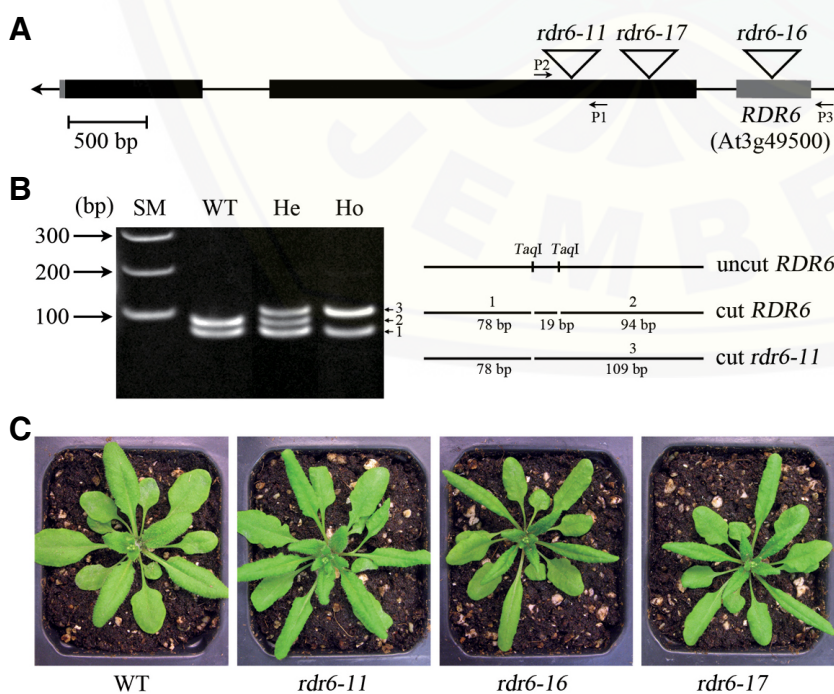 A
rdr6-11 rdr6-17 rdr6-16
P2
P1
P3
500 bp
RDR6
(At3g49500)
B
(bp) SM WT He Ho
300
200
100
3
2
1
TaqI TaqI
uncut RDR6
1 2
cut RDR6
78 bp 19 bp 94 bp
3
cut rdr6-11
78 bp 109 bp
C
WT rdr6-11 rdr6-16 rdr6-17
JEMBE